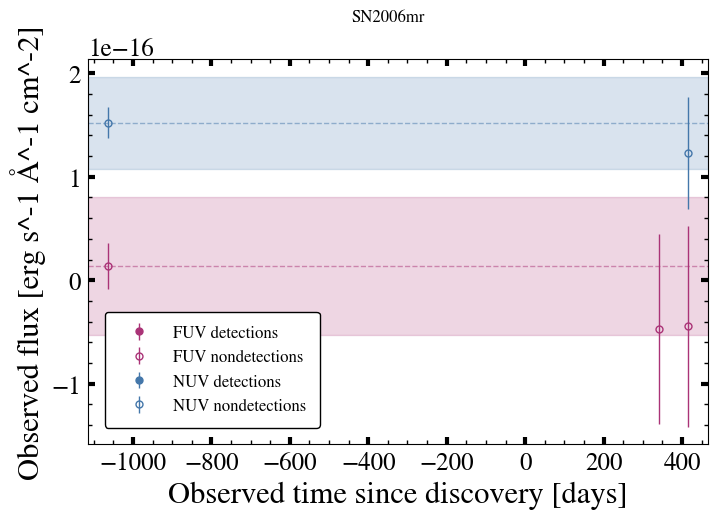 SN2006mr
1e−16
Observed flux [erg s^-1 Å^-1 cm^-2]
2
1
0
−1
FUV detections
FUV nondetections
NUV detections
NUV nondetections
−1000 −800 −600 −400 −200 0 200 400
Observed time since discovery [days]